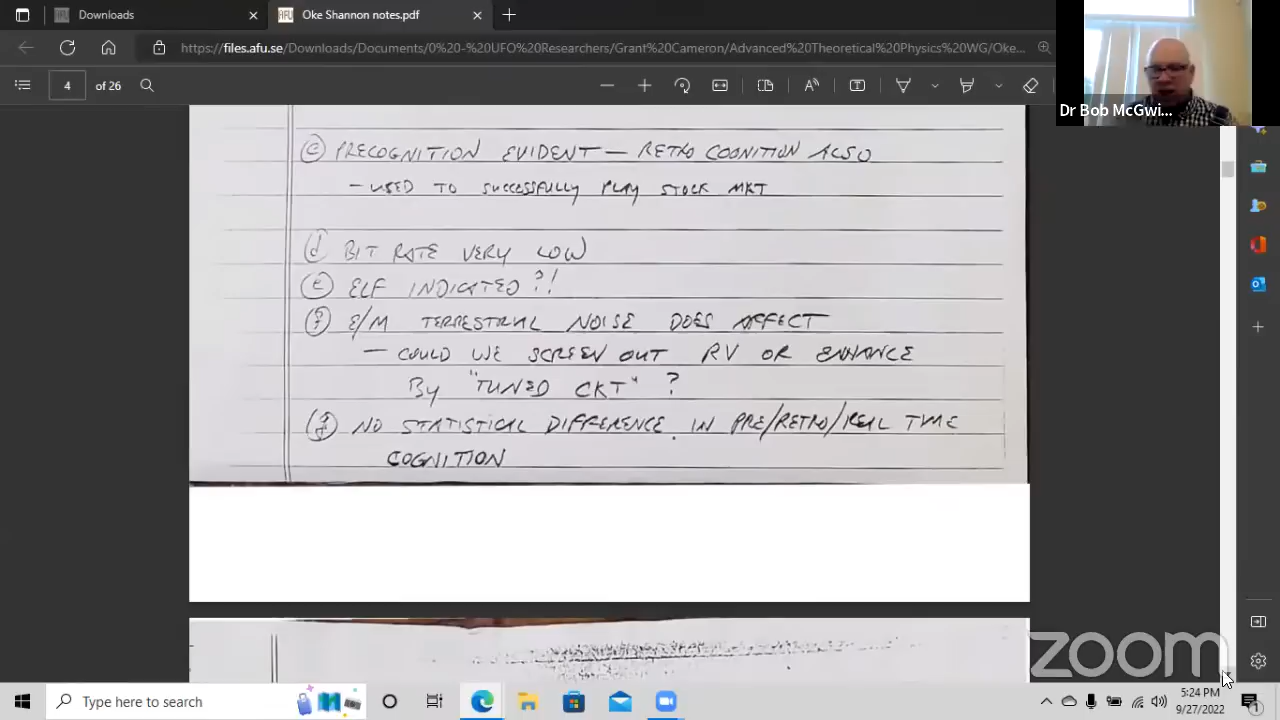 Downloads
Oke Shannon notes.pdf
https://files.afu.se/Downloads/Documents/0%20-%20UFO%20Researchers/Grant%20Cameron/Advanced%20Theoretical%20Physics%20WG/Oke...
4 of 26
Dr Bob McGwi...
(C) PRECOGNITION EVIDENT — RETRO COGNITION ALSO
- USED TO SUCCESSFULLY PLAY STOCK MKT
(d) BIT RATE VERY LOW
(E) ELF INDICATED ?!
(f) E/M TERRESTRIAL NOISE DOES AFFECT
— COULD WE SCREEN OUT RV OR ENHANCE
By "TUNED CKT" ?
(g) NO STATISTICAL DIFFERENCE IN PRE/RETRO/REAL TIME
COGNITION
zoom
Type here to search
5:24 PM
9/27/2022